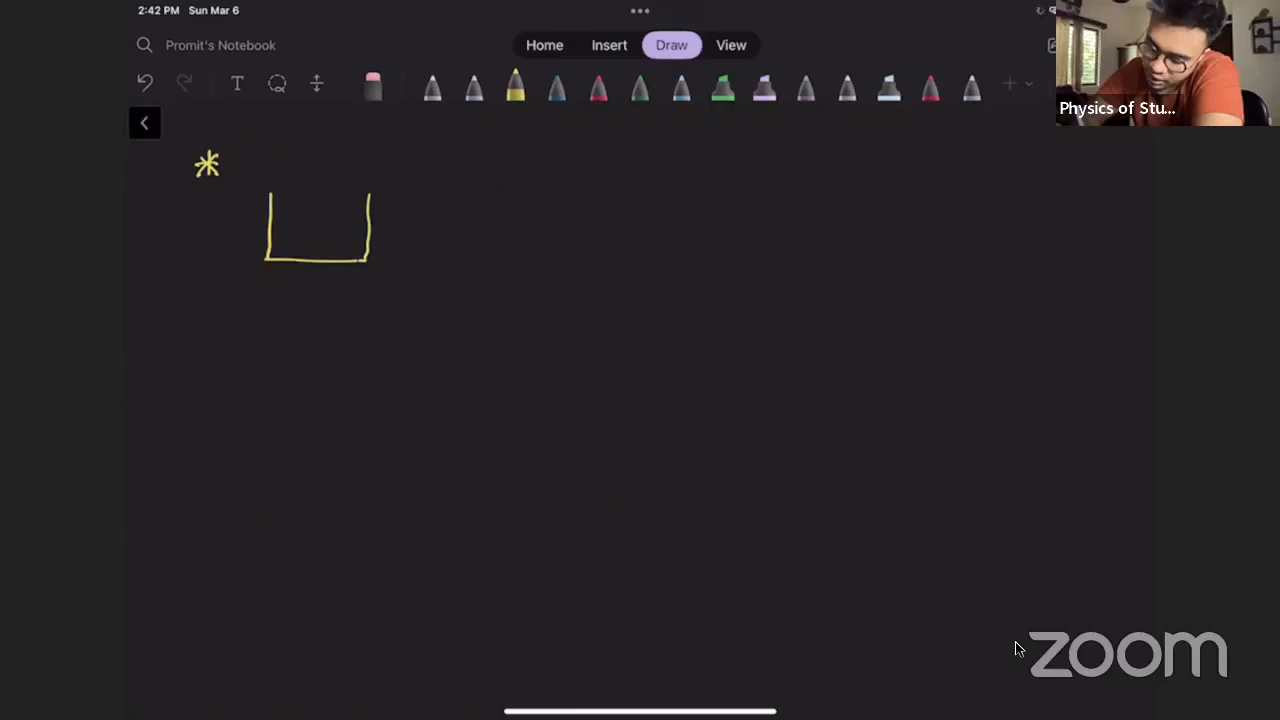 2:42 PM Sun Mar 6
Promit's Notebook
Home Insert Draw View
T
Physics of Stu...
*
zoom